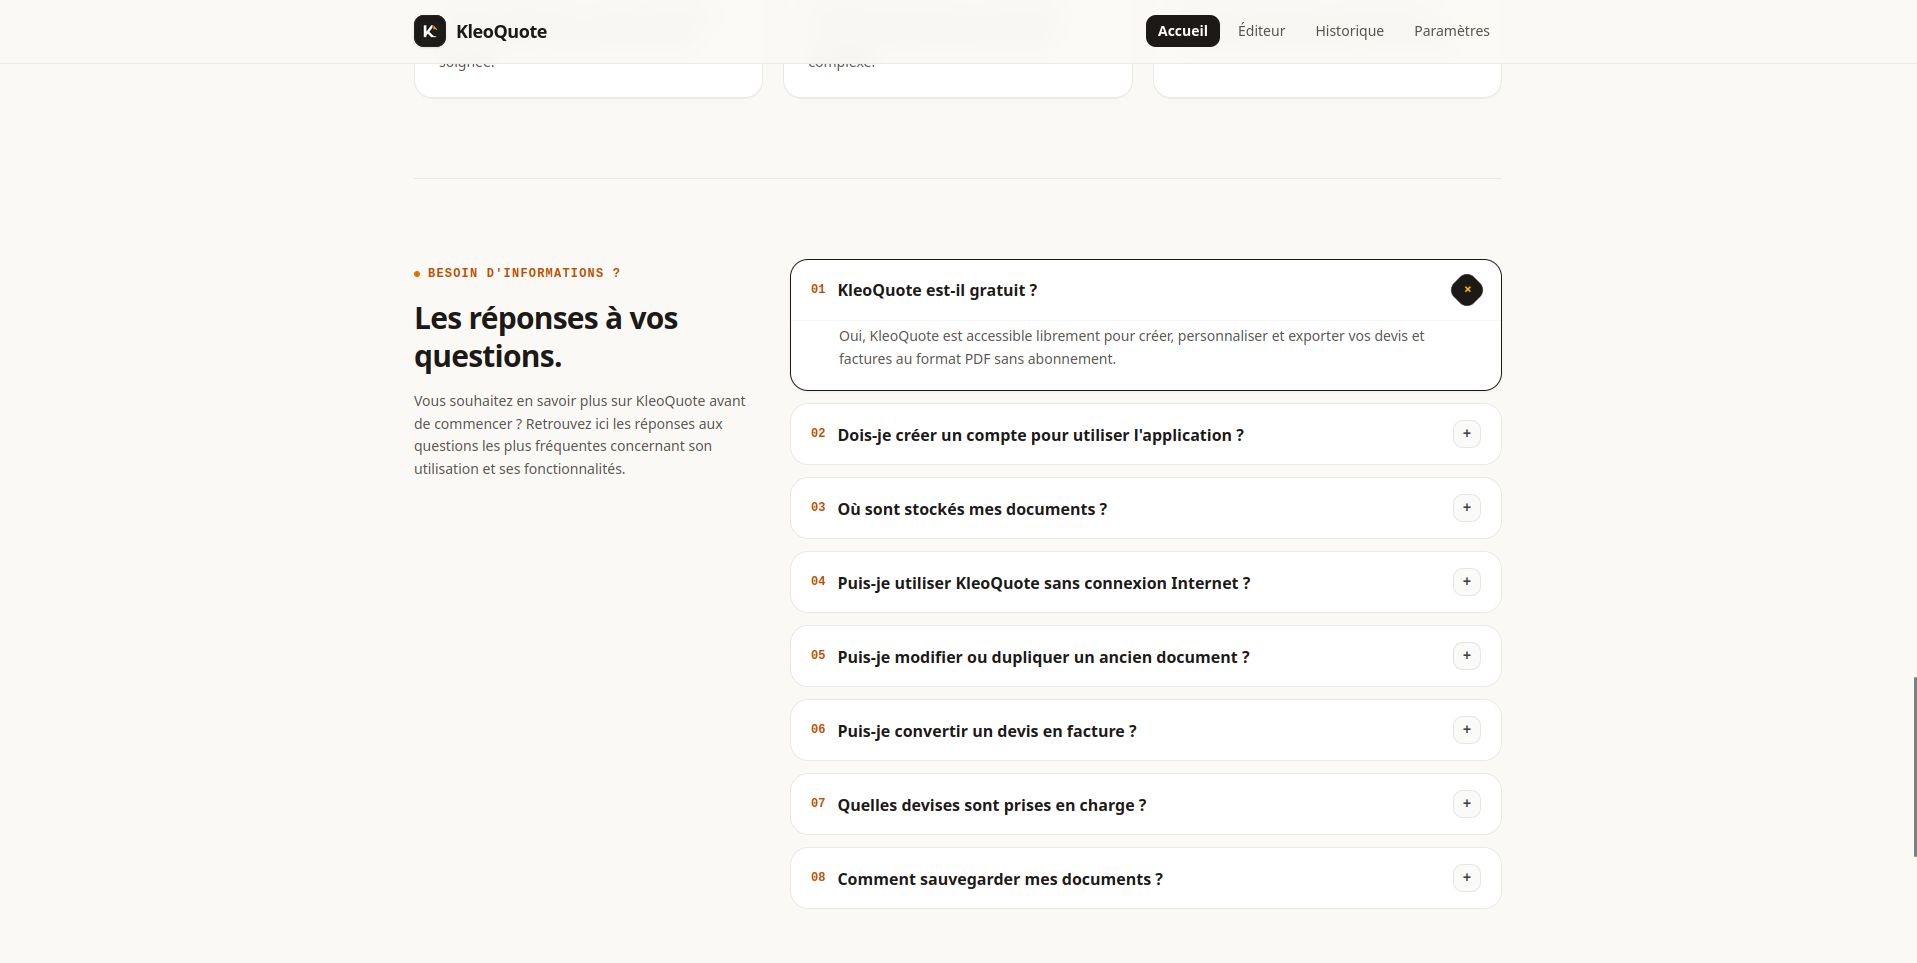 KleoQuote
Accueil
Éditeur
Historique
Paramètres
soignée.
complexe.
BESOIN D'INFORMATIONS ?
Les réponses à vos
questions.
Vous souhaitez en savoir plus sur KleoQuote avant
de commencer ? Retrouvez ici les réponses aux
questions les plus fréquentes concernant son
utilisation et ses fonctionnalités.
01 KleoQuote est-il gratuit ? ×
Oui, KleoQuote est accessible librement pour créer, personnaliser et exporter vos devis et
factures au format PDF sans abonnement.
02 Dois-je créer un compte pour utiliser l'application ? +
03 Où sont stockés mes documents ? +
04 Puis-je utiliser KleoQuote sans connexion Internet ? +
05 Puis-je modifier ou dupliquer un ancien document ? +
06 Puis-je convertir un devis en facture ? +
07 Quelles devises sont prises en charge ? +
08 Comment sauvegarder mes documents ? +